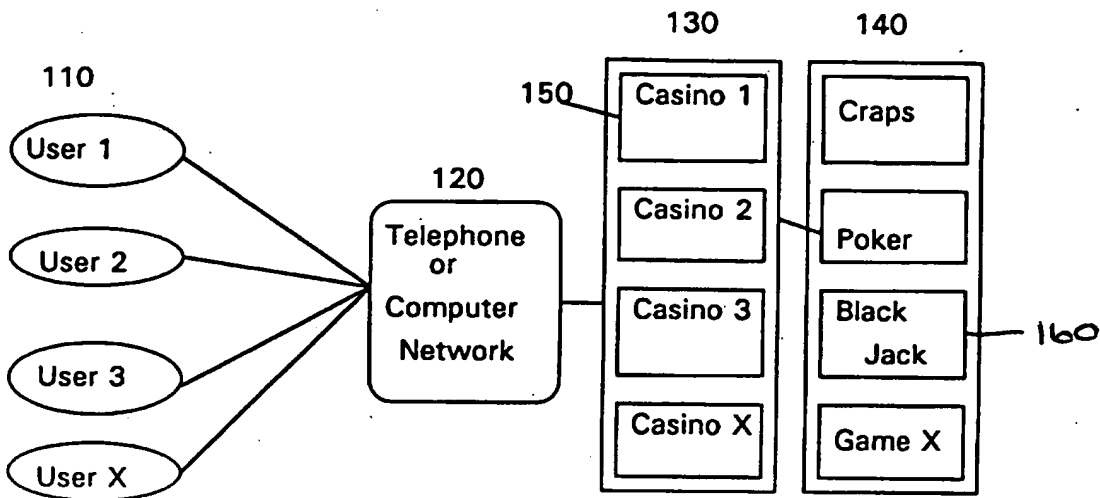 110
User 1
User 2
User 3
User X
120
Telephone
or
Computer
Network
130
150
Casino 1
Casino 2
Casino 3
Casino X
140
Craps
Poker
Black
Jack
160
Game X